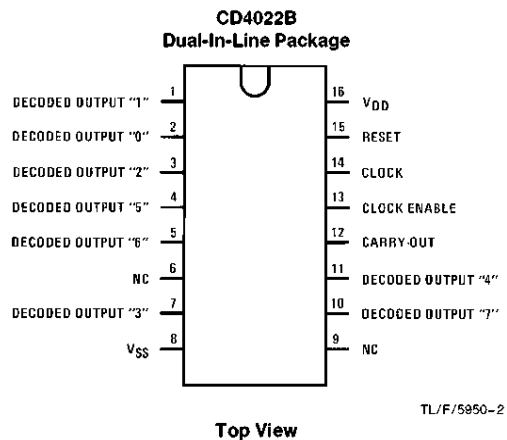 CD4022B
Dual-In-Line Package
DECODED OUTPUT "1" 1 16 VDD
DECODED OUTPUT "0" 2 15 RESET
DECODED OUTPUT "2" 3 14 CLOCK
DECODED OUTPUT "5" 4 13 CLOCK ENABLE
DECODED OUTPUT "6" 5 12 CARRY-OUT
NC 6 11 DECODED OUTPUT "4"
DECODED OUTPUT "3" 7 10 DECODED OUTPUT "7"
VSS 8 9 NC
TL/F/5950-2
Top View